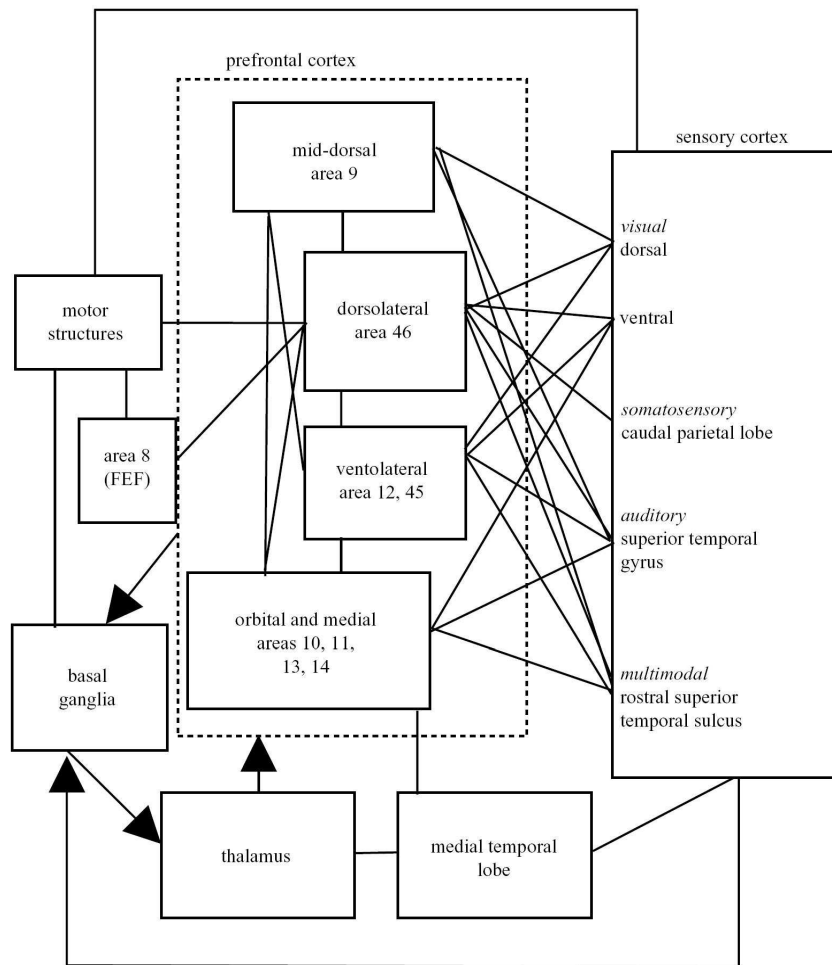 prefrontal cortex
sensory cortex
mid-dorsal
area 9
visual
dorsal
motor
structures
dorsolateral
area 46
ventral
somatosensory
caudal parietal lobe
area 8
(FEF)
ventolateral
area 12, 45
auditory
superior temporal
gyrus
orbital and medial
areas 10, 11,
13, 14
basal
ganglia
multimodal
rostral superior
temporal sulcus
thalamus
medial temporal
lobe